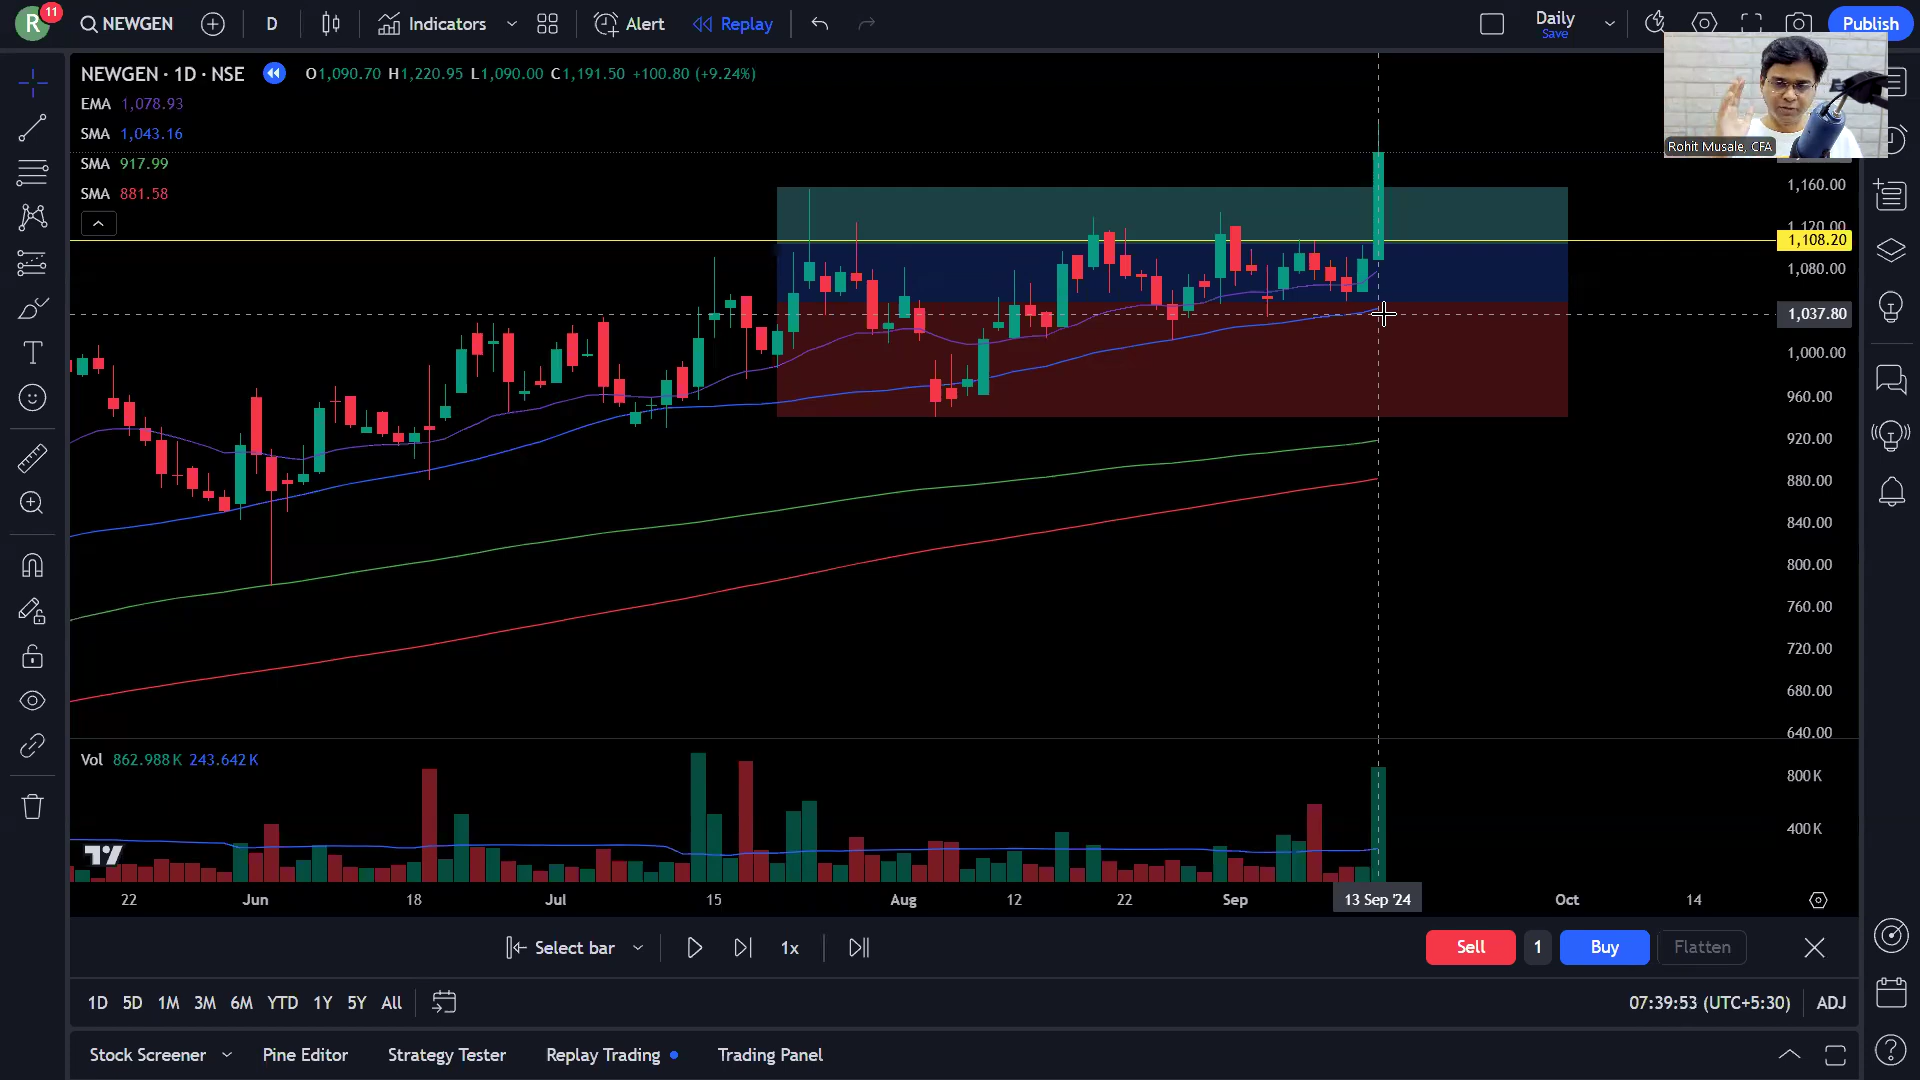 R
11
NEWGEN
D
Indicators
Alert
Replay
Daily
Save
Publish
NEWGEN · 1D · NSE
O1,090.70 H1,220.95 L1,090.00 C1,191.50 +100.80 (+9.24%)
EMA 1,078.93
SMA 1,043.16
SMA 917.99
SMA 881.58
Rohit Musale, CFA
1,160.00
1,120.00
1,108.20
1,080.00
1,037.80
1,000.00
960.00
920.00
880.00
840.00
800.00
760.00
720.00
680.00
640.00
Vol 862.988K 243.642K
800K
400K
22 Jun 18 Jul 15 Aug 12 22 Sep 13 Sep '24 Oct 14
Select bar
1x
Sell
1
Buy
Flatten
1D 5D 1M 3M 6M YTD 1Y 5Y All
07:39:53 (UTC+5:30)
ADJ
Stock Screener
Pine Editor
Strategy Tester
Replay Trading
Trading Panel